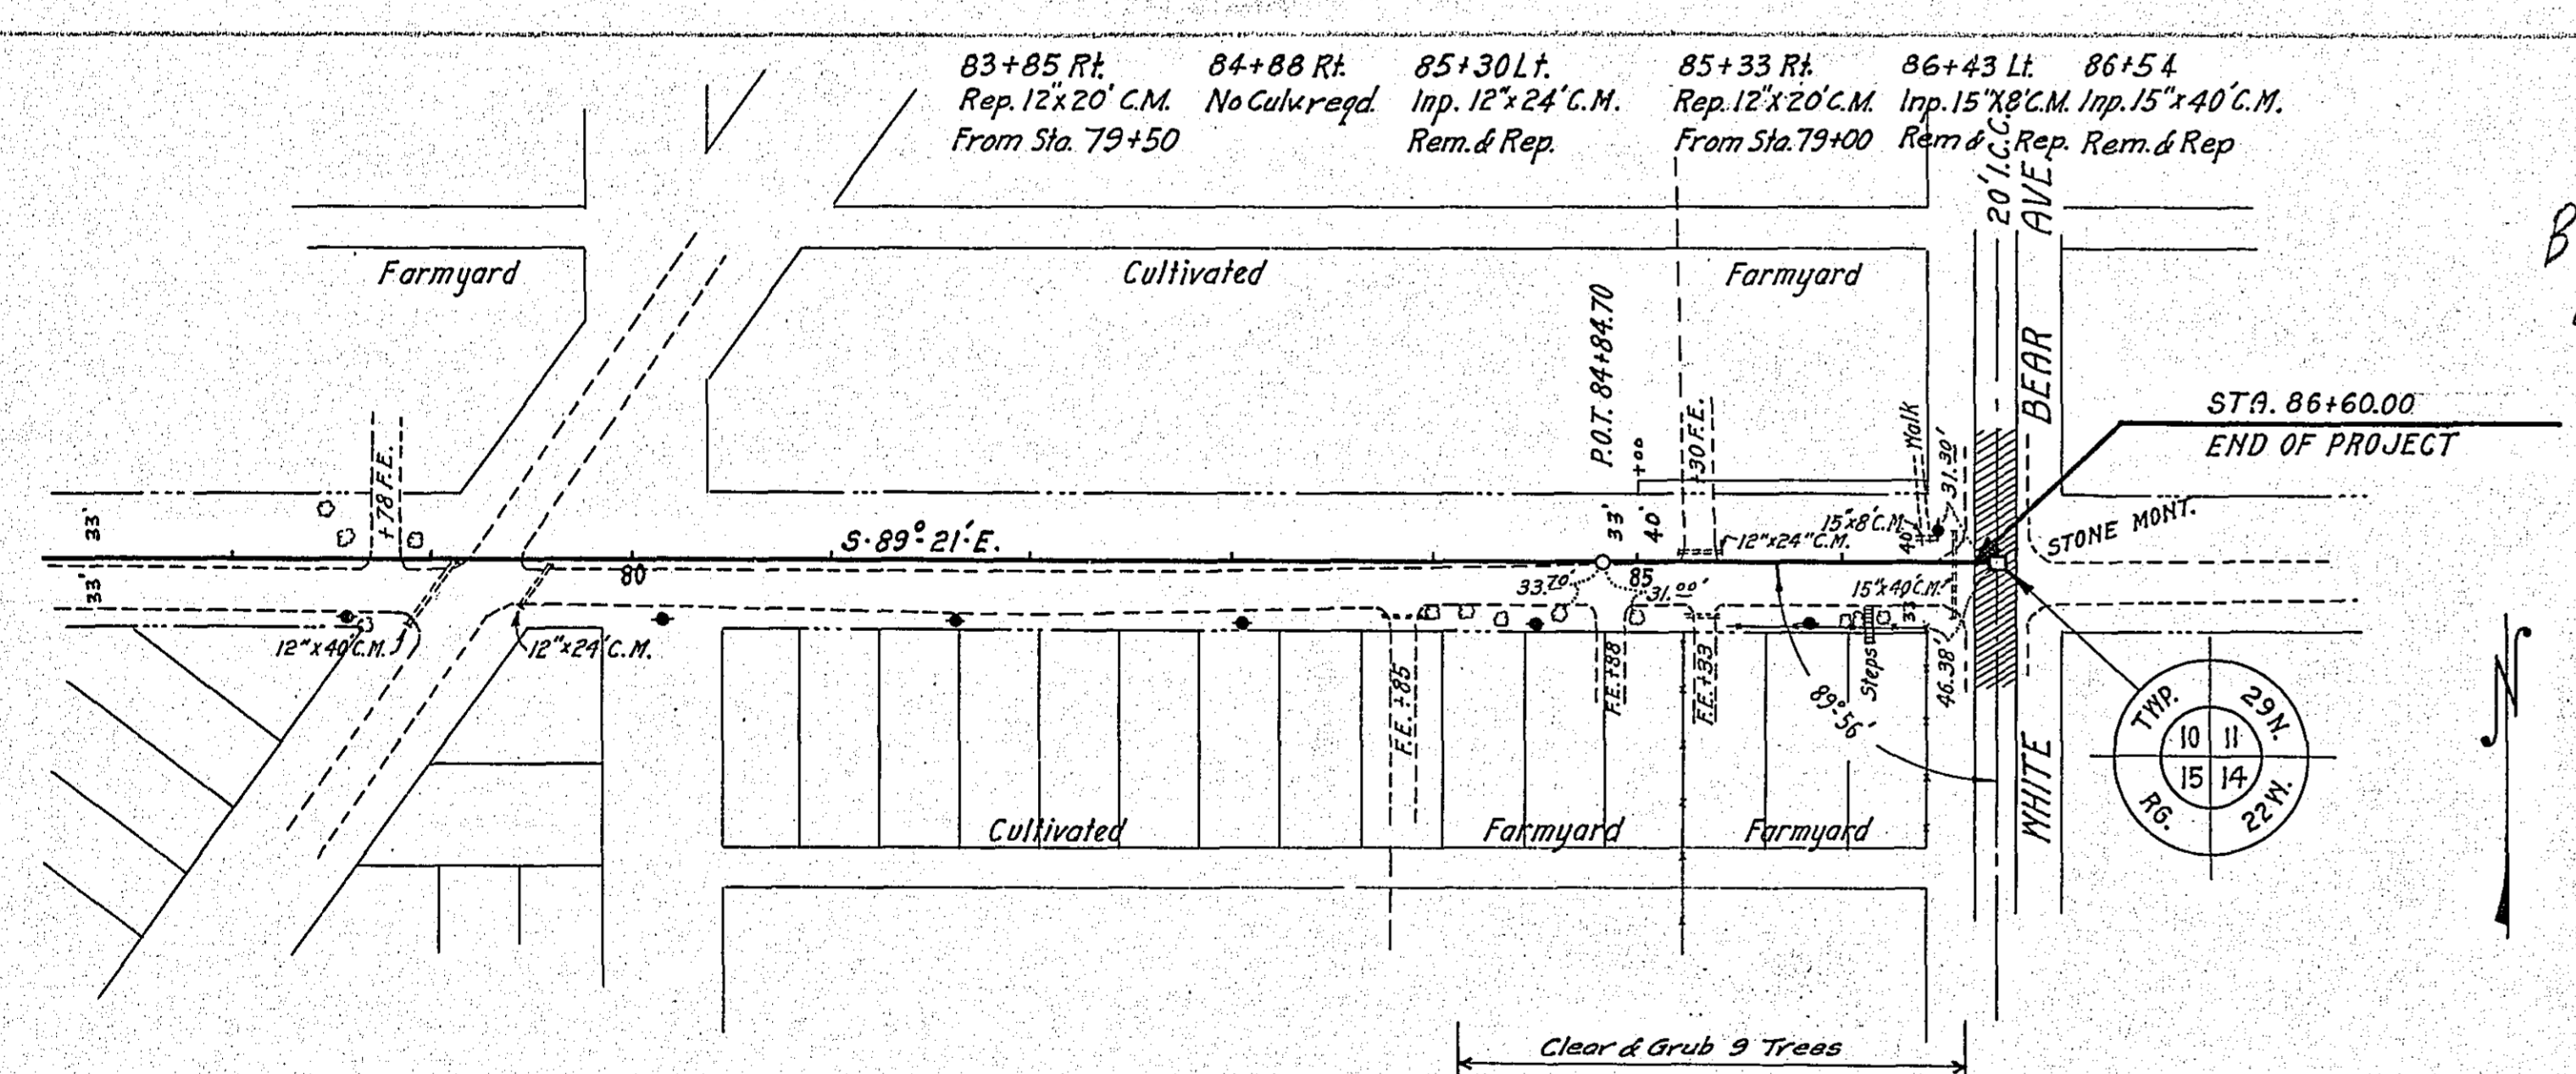 83+85 Rt.
Rep. 12"x20' C.M.
From Sta. 79+50
84+88 Rt.
No Culv. reqd.
85+30 Lt.
Inp. 12"x24' C.M.
Rem. & Rep.
85+33 Rt.
Rep. 12"x20' C.M.
From Sta. 79+00
86+43 Lt.
Inp. 15"x8' C.M.
Rem & Rep.
86+54
Inp. 15"x40' C.M.
Rem. & Rep
20' I.C.C.
AVE.
BEAR
WHITE
Farmyard
Cultivated
Farmyard
P.O.T. 84+84.70
+78 F.E.
+00
+30 F.E.
Walk
31.30'
STA. 86+60.00
END OF PROJECT
33'
33'
S. 89° 21' E.
33'
40'
12"x24" C.M.
15"x8' C.M.
40'
STONE MONT.
80
85
33.70'
31.00'
15"x40' C.M.
33'
12"x40' C.M.
12"x24' C.M.
F.E. +85
F.E. +88
F.E. +33
Steps
46.38'
89°-56'
TWP. 29N.
10 11
15 14
RG. 22W.
N
Cultivated
Farmyard
Farmyard
Clear & Grub 9 Trees
B